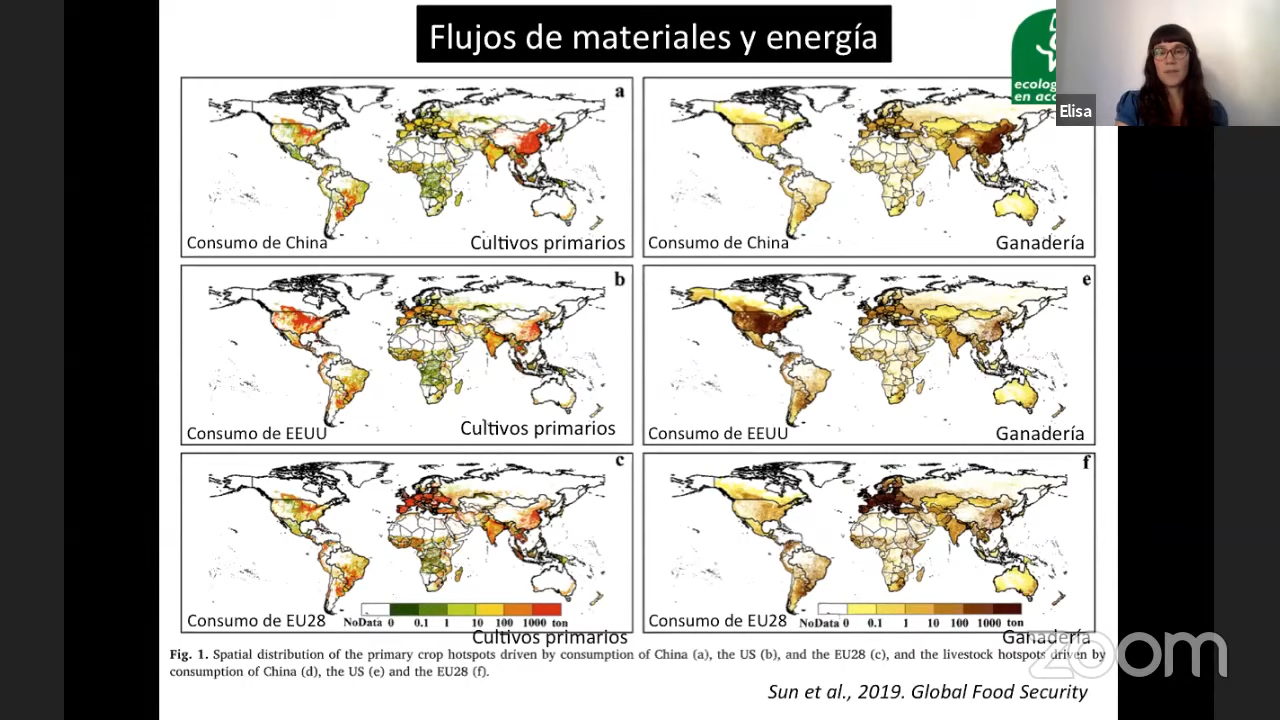 Flujos de materiales y energía
ecolog
en acc
Elisa
a
Consumo de China
Cultivos primarios
Consumo de China
Ganadería
b
Consumo de EEUU
Cultivos primarios
e
Consumo de EEUU
Ganadería
c
Consumo de EU28
NoData 0 0.1 1 10 100 1000 ton
Cultivos primarios
f
Consumo de EU28
NoData 0 0.1 1 10 100 1000 ton
Ganadería
Fig. 1. Spatial distribution of the primary crop hotspots driven by consumption of China (a), the US (b), and the EU28 (c), and the livestock hotspots driven by
consumption of China (d), the US (e) and the EU28 (f).
zoom
Sun et al., 2019. Global Food Security